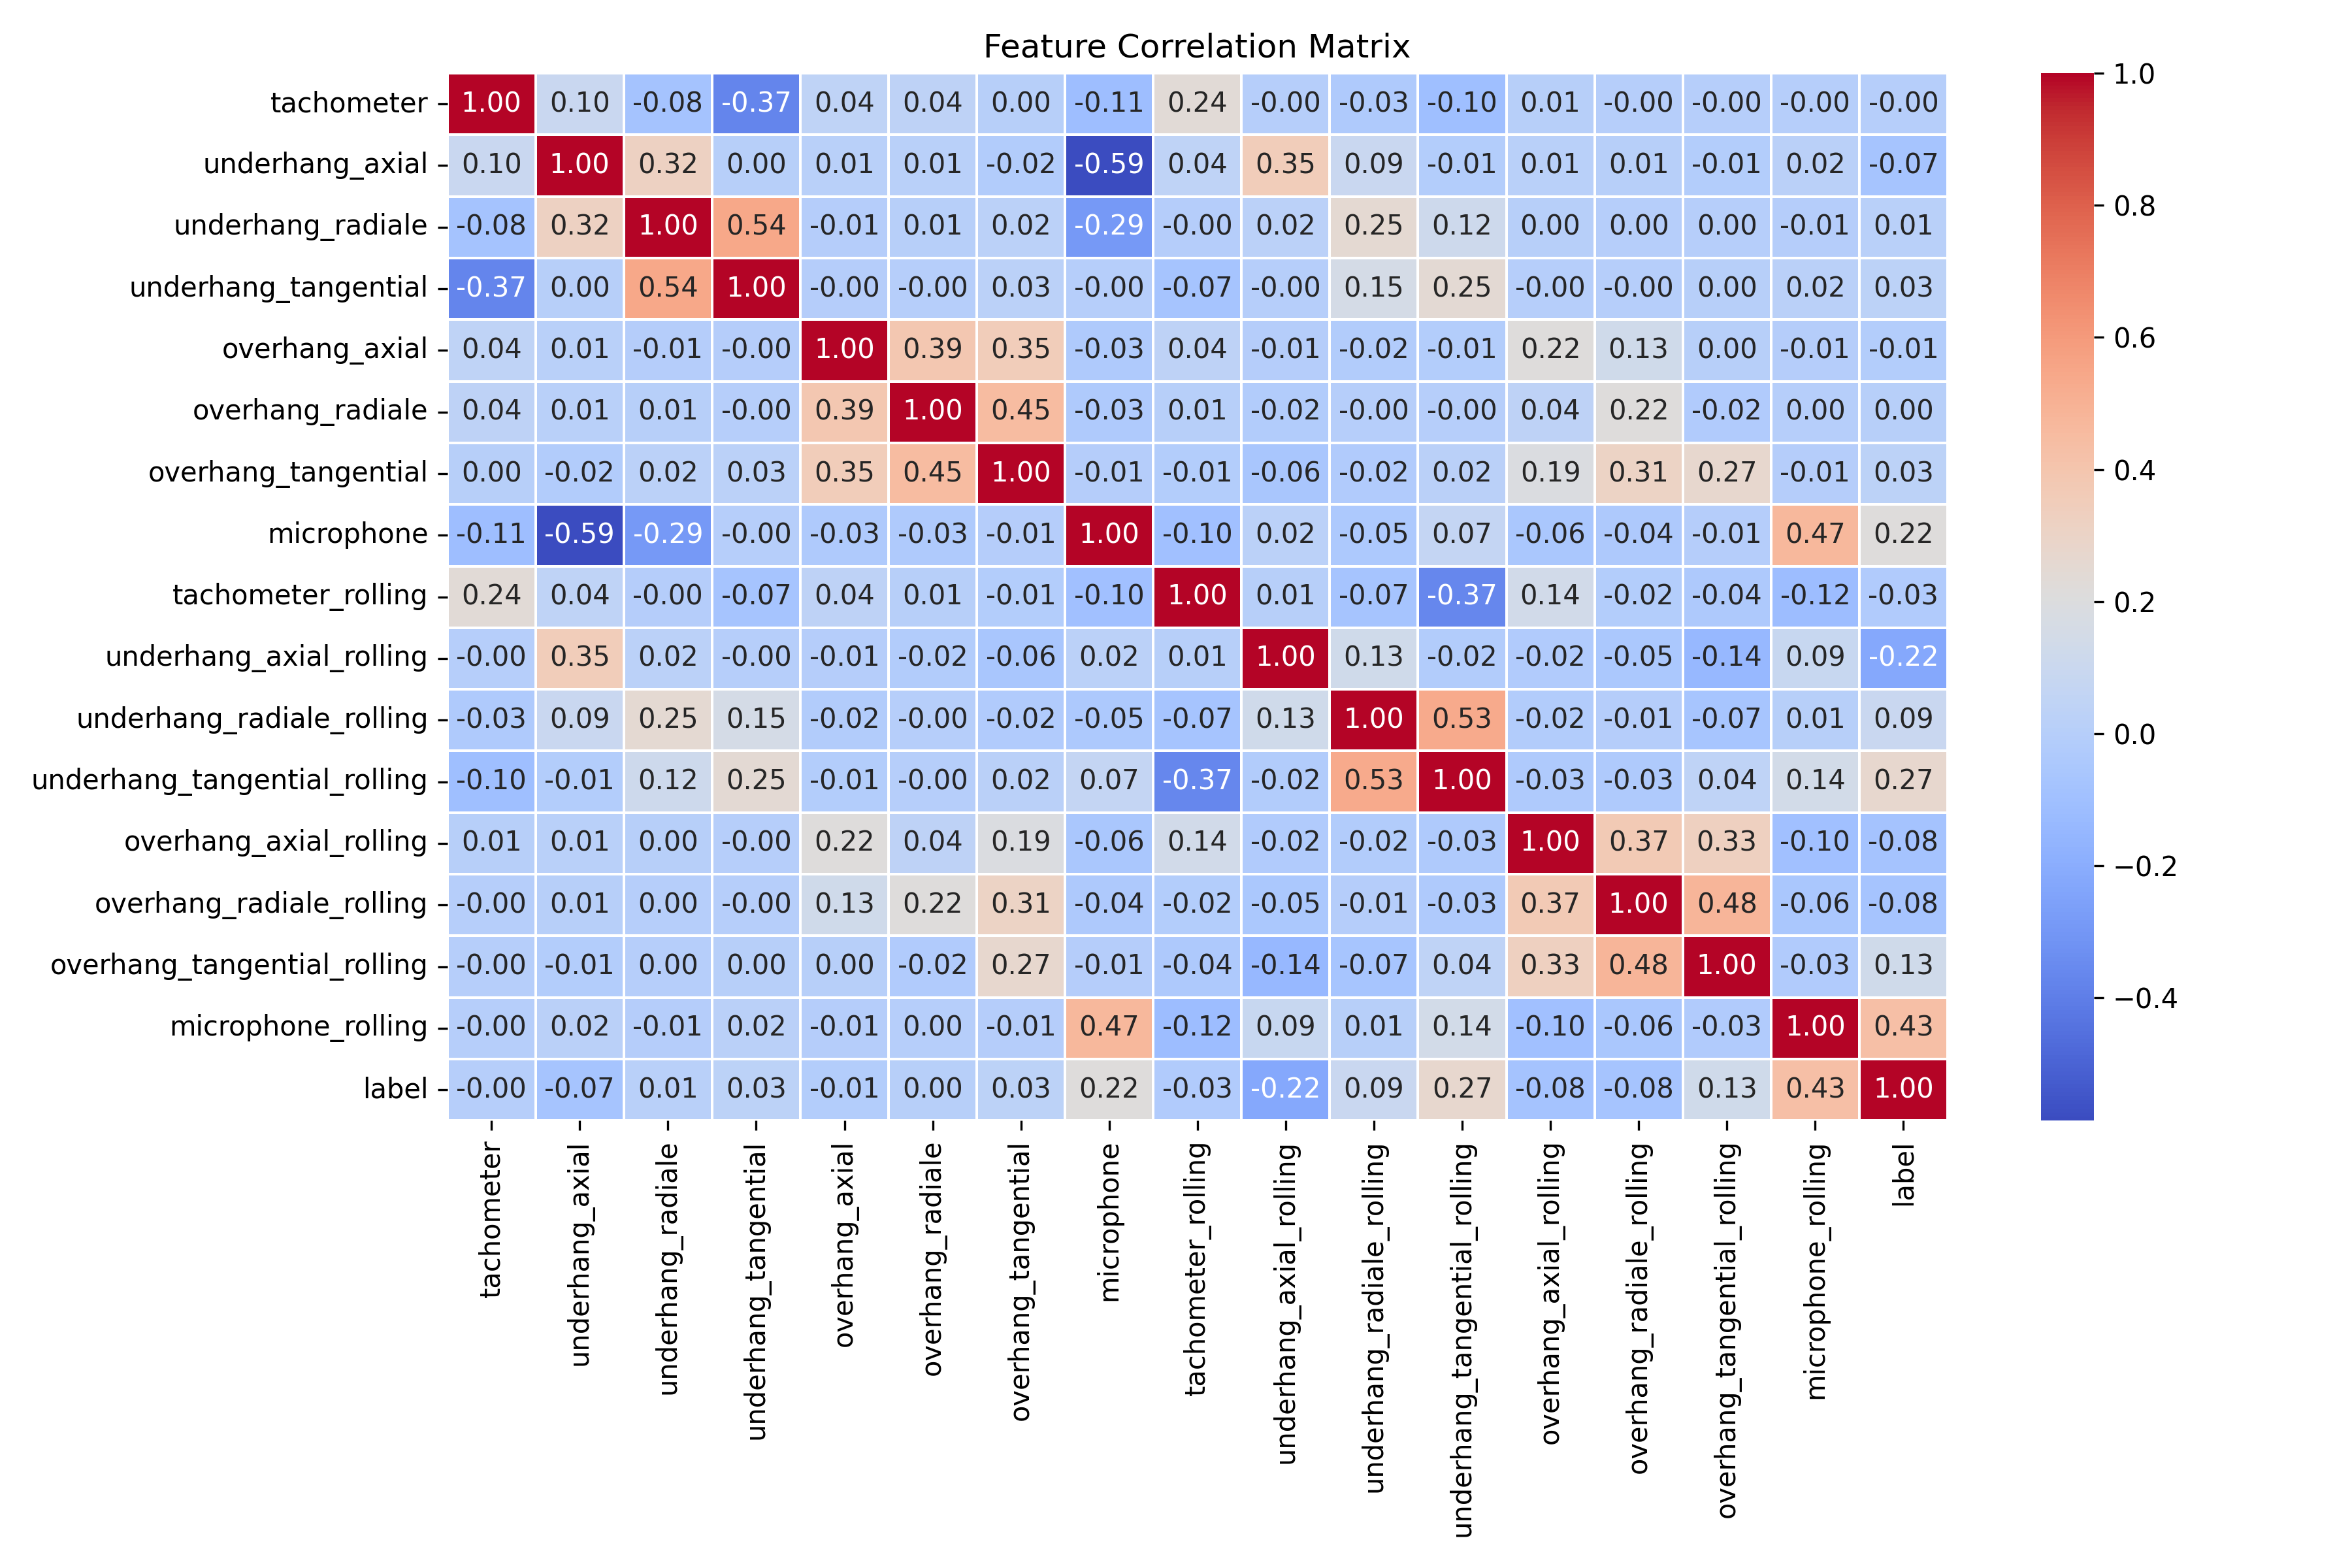 Feature Correlation Matrix
tachometer 1.00 0.10 -0.08 -0.37 0.04 0.04 0.00 -0.11 0.24 -0.00 -0.03 -0.10 0.01 -0.00 -0.00 -0.00 -0.00
underhang_axial 0.10 1.00 0.32 0.00 0.01 0.01 -0.02 -0.59 0.04 0.35 0.09 -0.01 0.01 0.01 -0.01 0.02 -0.07
underhang_radiale -0.08 0.32 1.00 0.54 -0.01 0.01 0.02 -0.29 -0.00 0.02 0.25 0.12 0.00 0.00 0.00 -0.01 0.01
underhang_tangential -0.37 0.00 0.54 1.00 -0.00 -0.00 0.03 -0.00 -0.07 -0.00 0.15 0.25 -0.00 -0.00 0.00 0.02 0.03
overhang_axial 0.04 0.01 -0.01 -0.00 1.00 0.39 0.35 -0.03 0.04 -0.01 -0.02 -0.01 0.22 0.13 0.00 -0.01 -0.01
overhang_radiale 0.04 0.01 0.01 -0.00 0.39 1.00 0.45 -0.03 0.01 -0.02 -0.00 -0.00 0.04 0.22 -0.02 0.00 0.00
overhang_tangential 0.00 -0.02 0.02 0.03 0.35 0.45 1.00 -0.01 -0.01 -0.06 -0.02 0.02 0.19 0.31 0.27 -0.01 0.03
microphone -0.11 -0.59 -0.29 -0.00 -0.03 -0.03 -0.01 1.00 -0.10 0.02 -0.05 0.07 -0.06 -0.04 -0.01 0.47 0.22
tachometer_rolling 0.24 0.04 -0.00 -0.07 0.04 0.01 -0.01 -0.10 1.00 0.01 -0.07 -0.37 0.14 -0.02 -0.04 -0.12 -0.03
underhang_axial_rolling -0.00 0.35 0.02 -0.00 -0.01 -0.02 -0.06 0.02 0.01 1.00 0.13 -0.02 -0.02 -0.05 -0.14 0.09 -0.22
underhang_radiale_rolling -0.03 0.09 0.25 0.15 -0.02 -0.00 -0.02 -0.05 -0.07 0.13 1.00 0.53 -0.02 -0.01 -0.07 0.01 0.09
underhang_tangential_rolling -0.10 -0.01 0.12 0.25 -0.01 -0.00 0.02 0.07 -0.37 -0.02 0.53 1.00 -0.03 -0.03 0.04 0.14 0.27
overhang_axial_rolling 0.01 0.01 0.00 -0.00 0.22 0.04 0.19 -0.06 0.14 -0.02 -0.02 -0.03 1.00 0.37 0.33 -0.10 -0.08
overhang_radiale_rolling -0.00 0.01 0.00 -0.00 0.13 0.22 0.31 -0.04 -0.02 -0.05 -0.01 -0.03 0.37 1.00 0.48 -0.06 -0.08
overhang_tangential_rolling -0.00 -0.01 0.00 0.00 0.00 -0.02 0.27 -0.01 -0.04 -0.14 -0.07 0.04 0.33 0.48 1.00 -0.03 0.13
microphone_rolling -0.00 0.02 -0.01 0.02 -0.01 0.00 -0.01 0.47 -0.12 0.09 0.01 0.14 -0.10 -0.06 -0.03 1.00 0.43
label -0.00 -0.07 0.01 0.03 -0.01 0.00 0.03 0.22 -0.03 -0.22 0.09 0.27 -0.08 -0.08 0.13 0.43 1.00
tachometer
underhang_axial
underhang_radiale
underhang_tangential
overhang_axial
overhang_radiale
overhang_tangential
microphone
tachometer_rolling
underhang_axial_rolling
underhang_radiale_rolling
underhang_tangential_rolling
overhang_axial_rolling
overhang_radiale_rolling
overhang_tangential_rolling
microphone_rolling
label
1.0
0.8
0.6
0.4
0.2
0.0
−0.2
−0.4